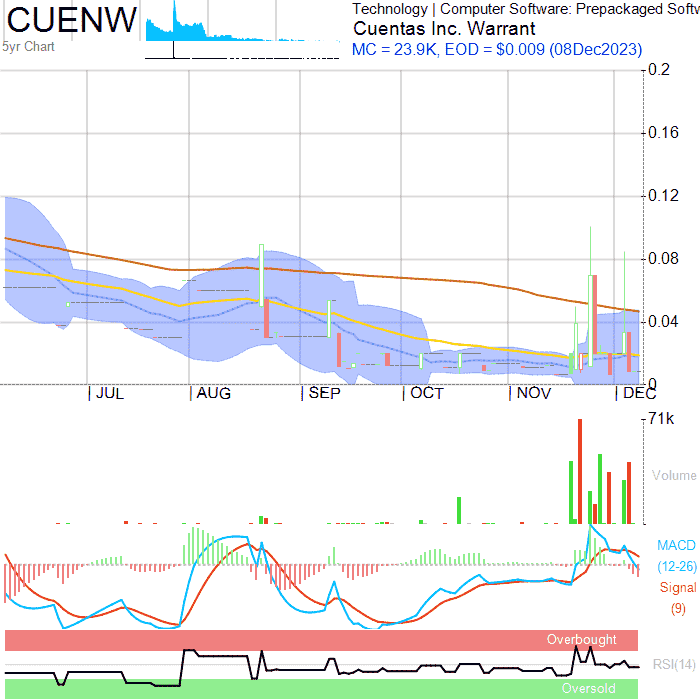 CUENW
5yr Chart
Technology | Computer Software: Prepackaged Softw
Cuentas Inc. Warrant
MC = 23.9K, EOD = $0.009 (08Dec2023)
0.2
0.16
0.12
0.08
0.04
0
JUL AUG SEP OCT NOV DEC
71k
Volume
MACD
(12-26)
Signal
(9)
Overbought
RSI(14)
Oversold